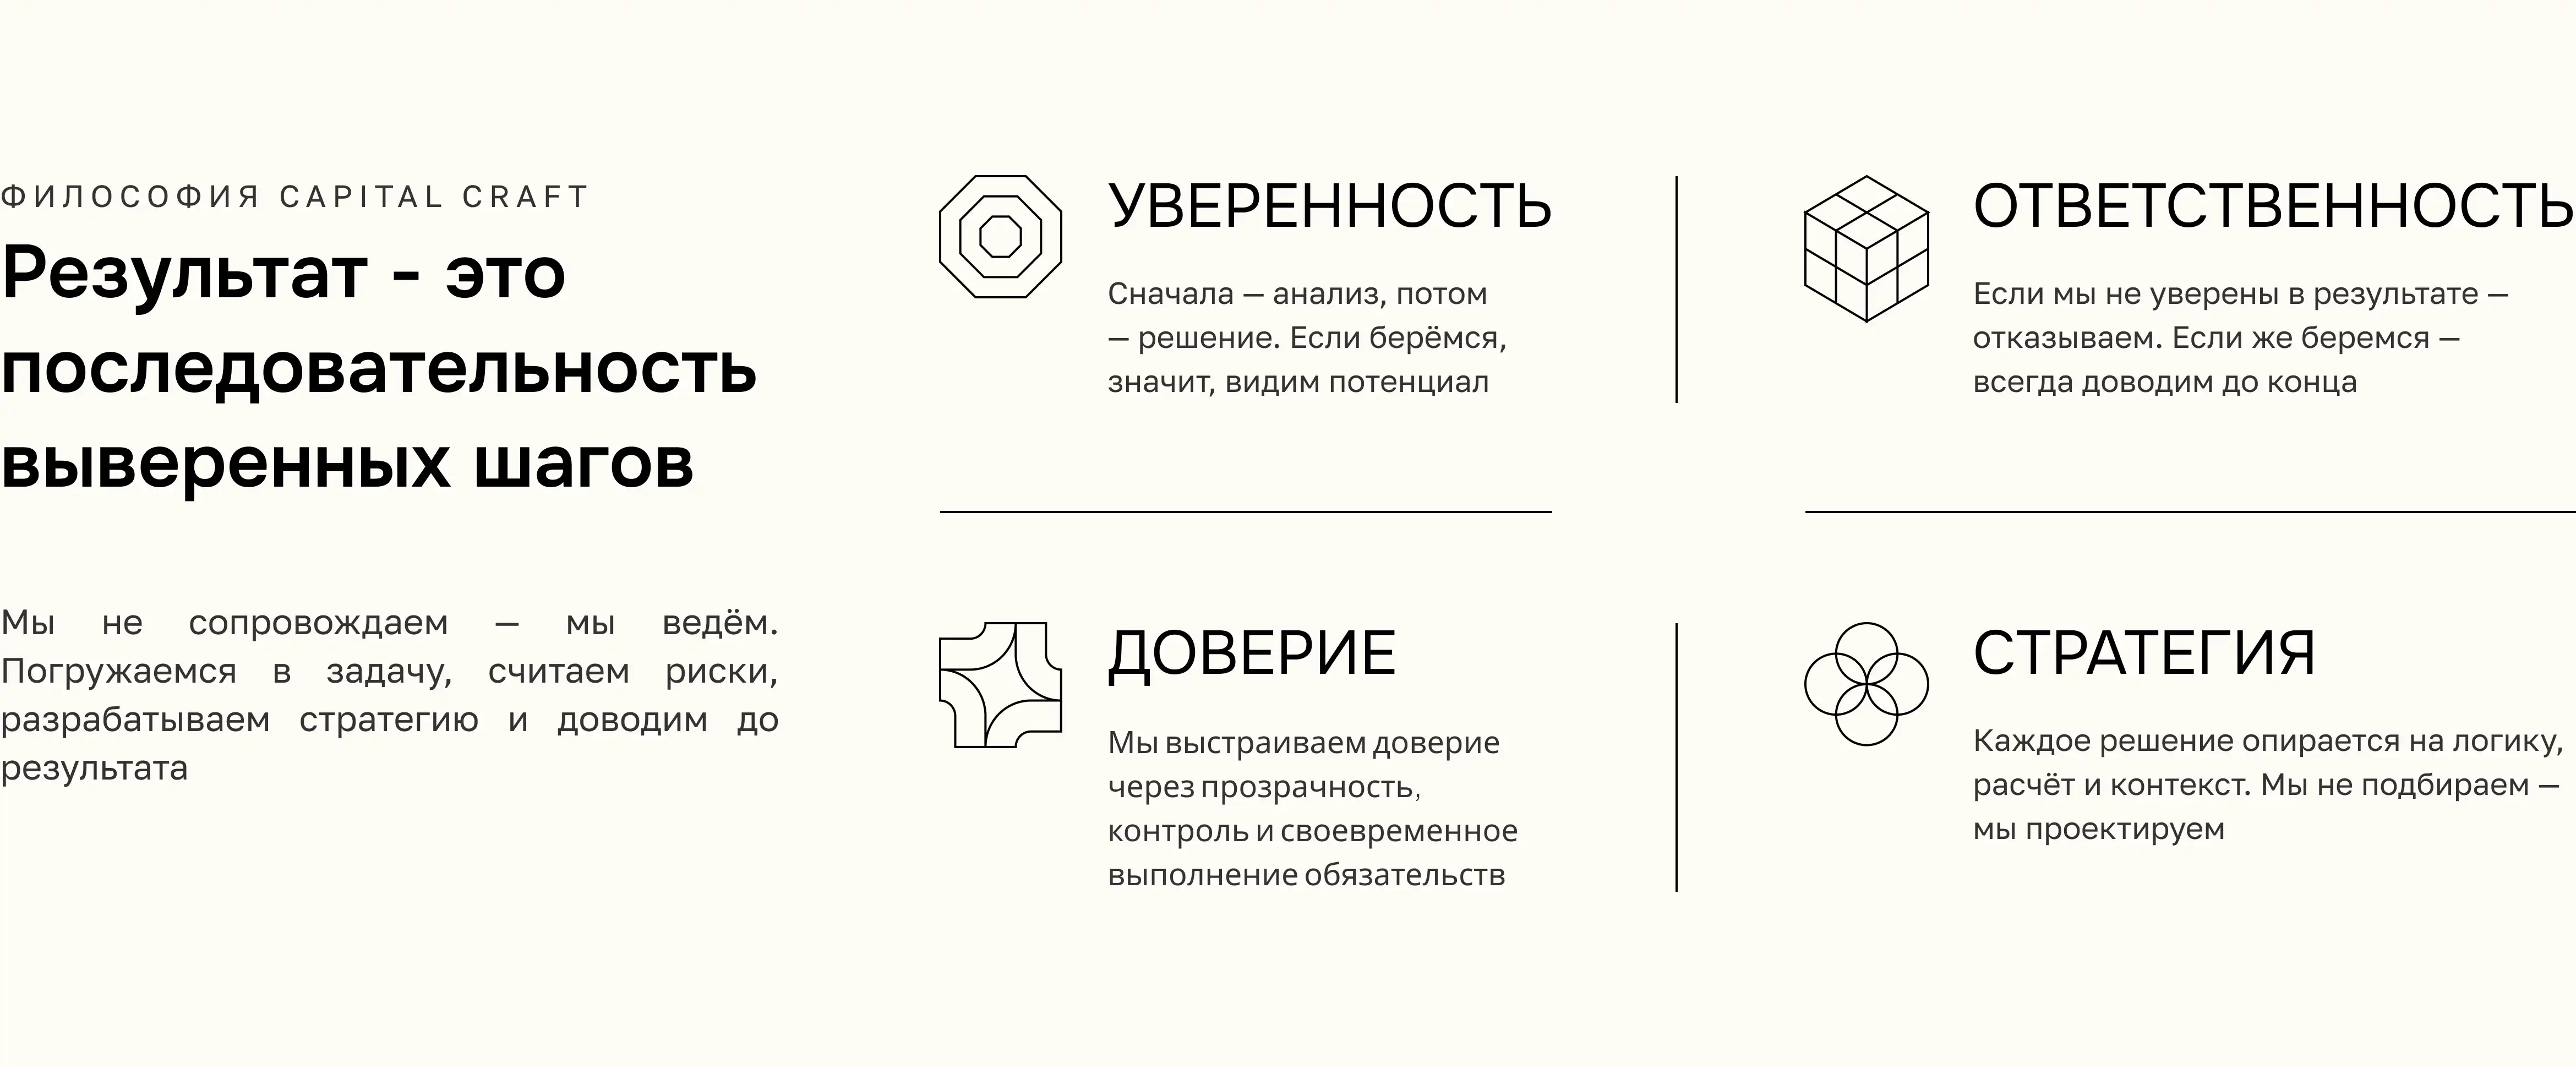 ФИЛОСОФИЯ CAPITAL CRAFT
Результат - это
последовательность
выверенных шагов
Мы не сопровождаем — мы ведём.
Погружаемся в задачу, считаем риски,
разрабатываем стратегию и доводим до
результата
УВЕРЕННОСТЬ
Сначала — анализ, потом
— решение. Если берёмся,
значит, видим потенциал
ОТВЕТСТВЕННОСТЬ
Если мы не уверены в результате —
отказываем. Если же беремся —
всегда доводим до конца
ДОВЕРИЕ
Мы выстраиваем доверие
через прозрачность,
контроль и своевременное
выполнение обязательств
СТРАТЕГИЯ
Каждое решение опирается на логику,
расчёт и контекст. Мы не подбираем —
мы проектируем